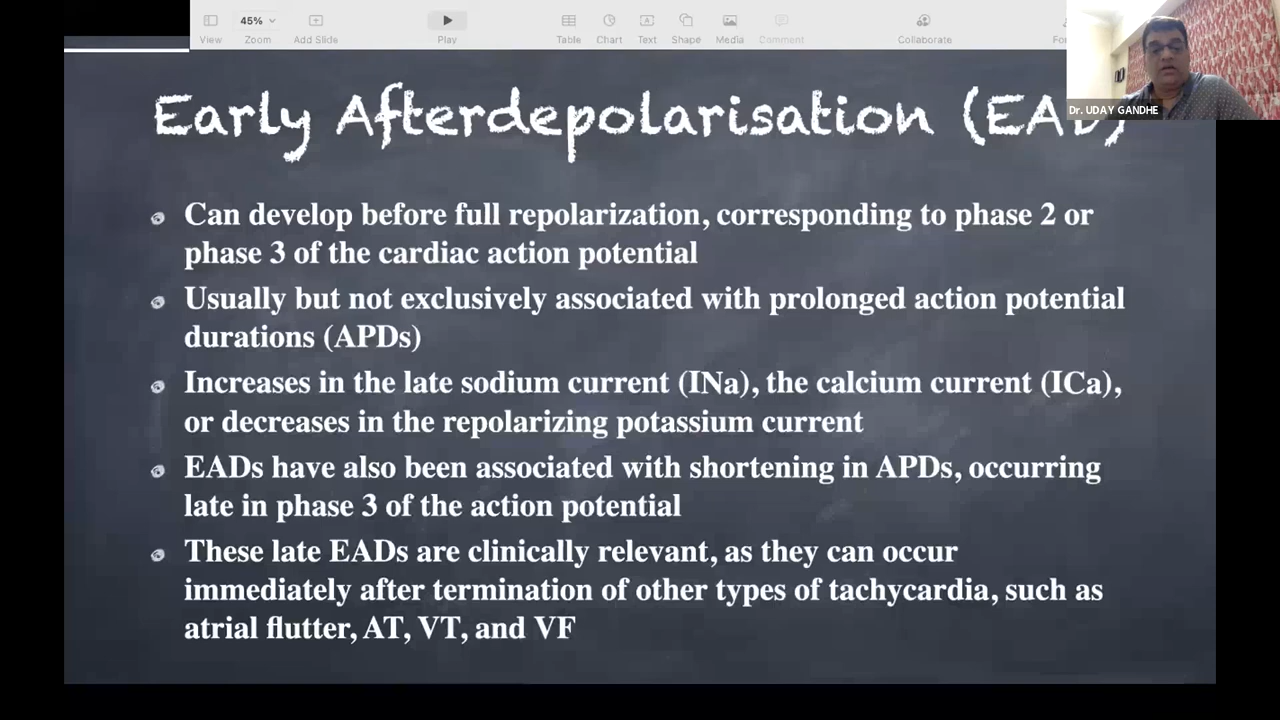 45%
View
Zoom
Add Slide
Play
Table
Chart
Text
Shape
Media
Comment
Collaborate
Dr. UDAY GANDHE
Early Afterdepolarisation (EAD)
Can develop before full repolarization, corresponding to phase 2 or
phase 3 of the cardiac action potential
Usually but not exclusively associated with prolonged action potential
durations (APDs)
Increases in the late sodium current (INa), the calcium current (ICa),
or decreases in the repolarizing potassium current
EADs have also been associated with shortening in APDs, occurring
late in phase 3 of the action potential
These late EADs are clinically relevant, as they can occur
immediately after termination of other types of tachycardia, such as
atrial flutter, AT, VT, and VF